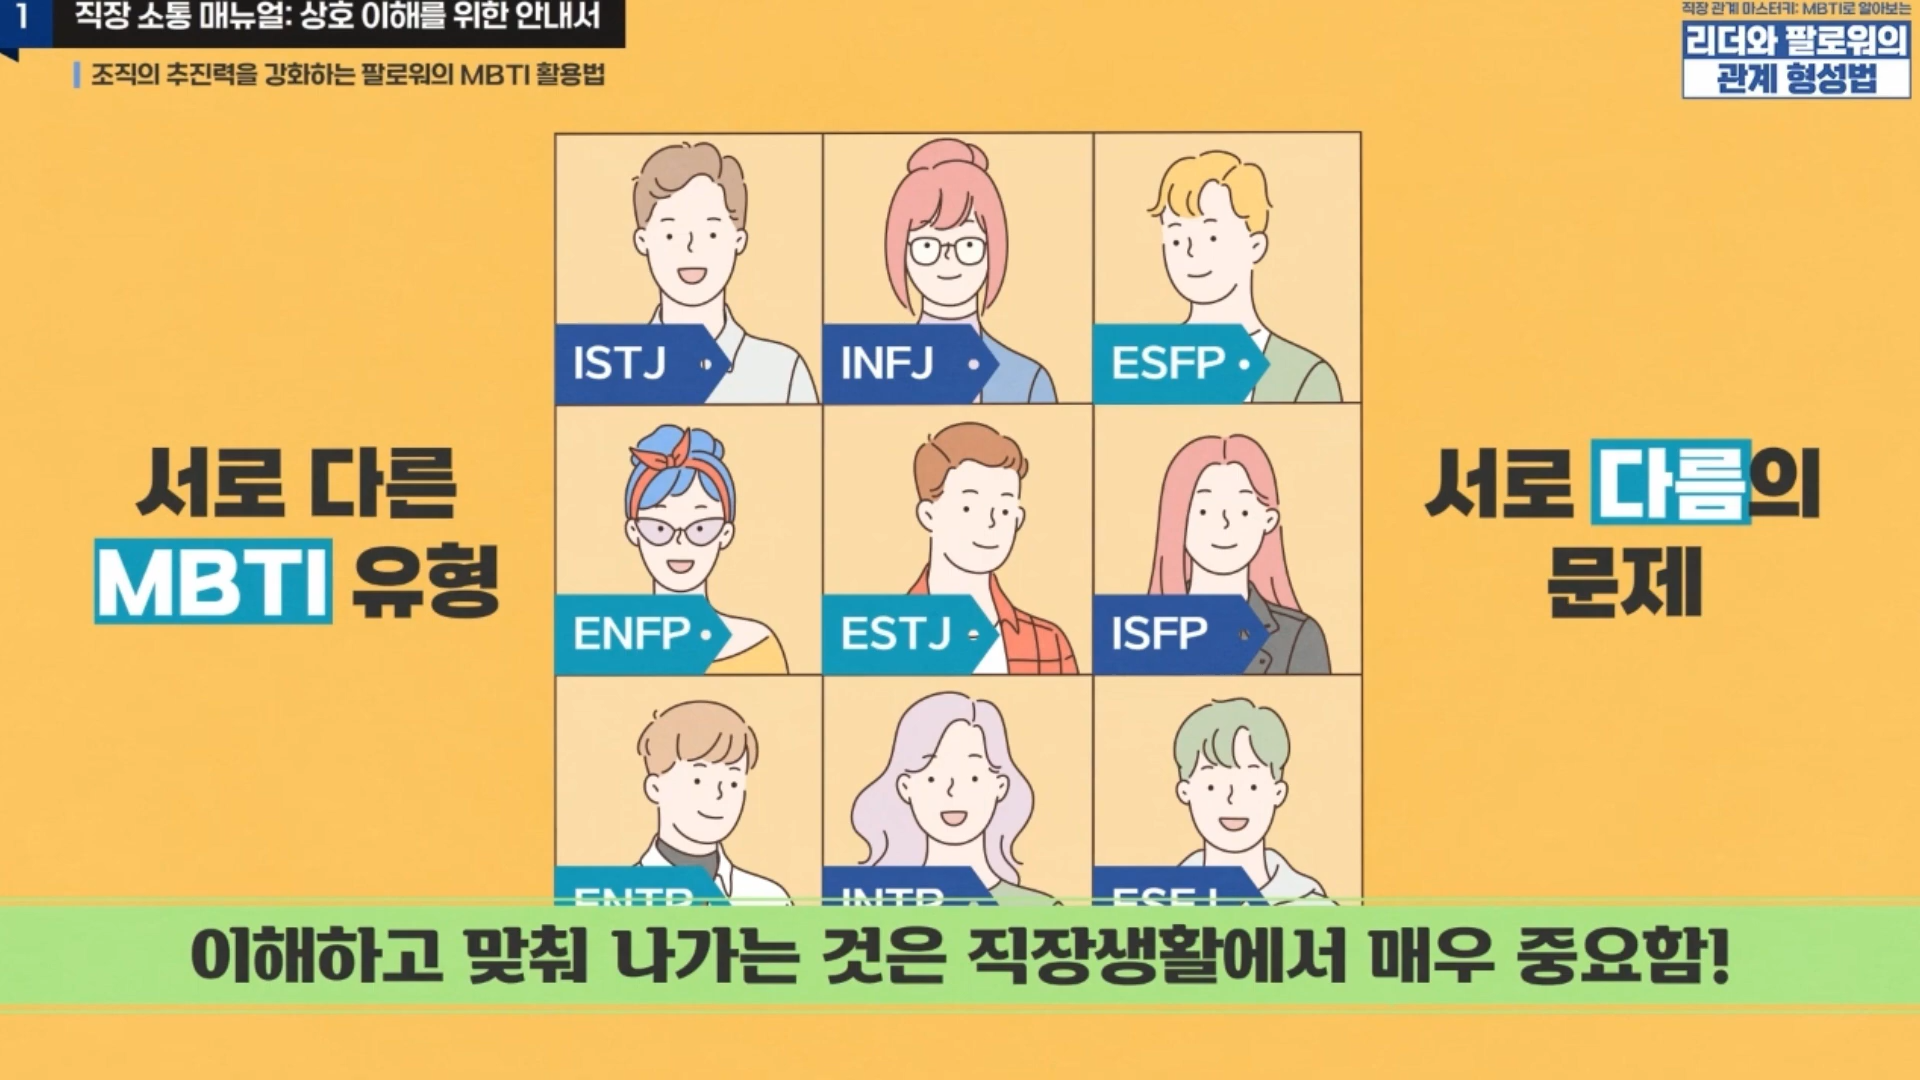 1 직장 소통 매뉴얼: 상호 이해를 위한 안내서
조직의 추진력을 강화하는 팔로워의 MBTI 활용법
직장 관계 마스터키: MBTI로 알아보는
리더와 팔로워의
관계 형성법
서로 다른
MBTI 유형
ISTJ
INFJ
ESFP
ENFP
ESTJ
ISFP
서로 다름의
문제
이해하고 맞춰 나가는 것은 직장생활에서 매우 중요함!